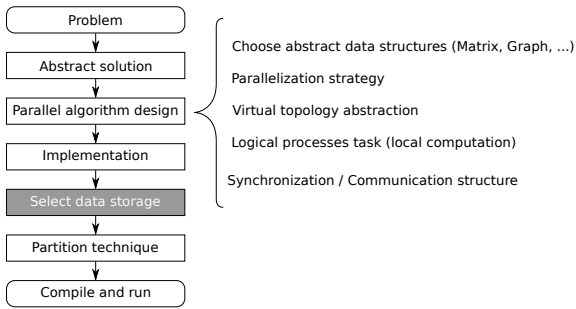 Problem
Abstract solution
Parallel algorithm design
Implementation
Select data storage
Partition technique
Compile and run
Choose abstract data structures (Matrix, Graph, ...)
Parallelization strategy
Virtual topology abstraction
Logical processes task (local computation)
Synchronization / Communication structure